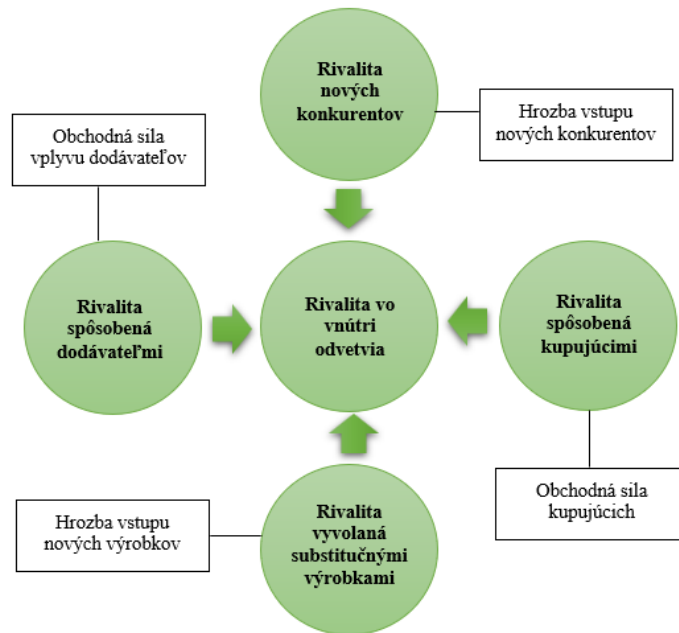 Rivalita
nových
konkurentov
Hrozba vstupu
nových konkurentov
Obchodná sila
vplyvu dodávateľov
Rivalita
spôsobená
dodávateľmi
Rivalita vo
vnútri
odvetvia
Rivalita
spôsobená
kupujúcimi
Hrozba vstupu
nových výrobkov
Rivalita
vyvolaná
substitučnými
výrobkami
Obchodná sila
kupujúcich